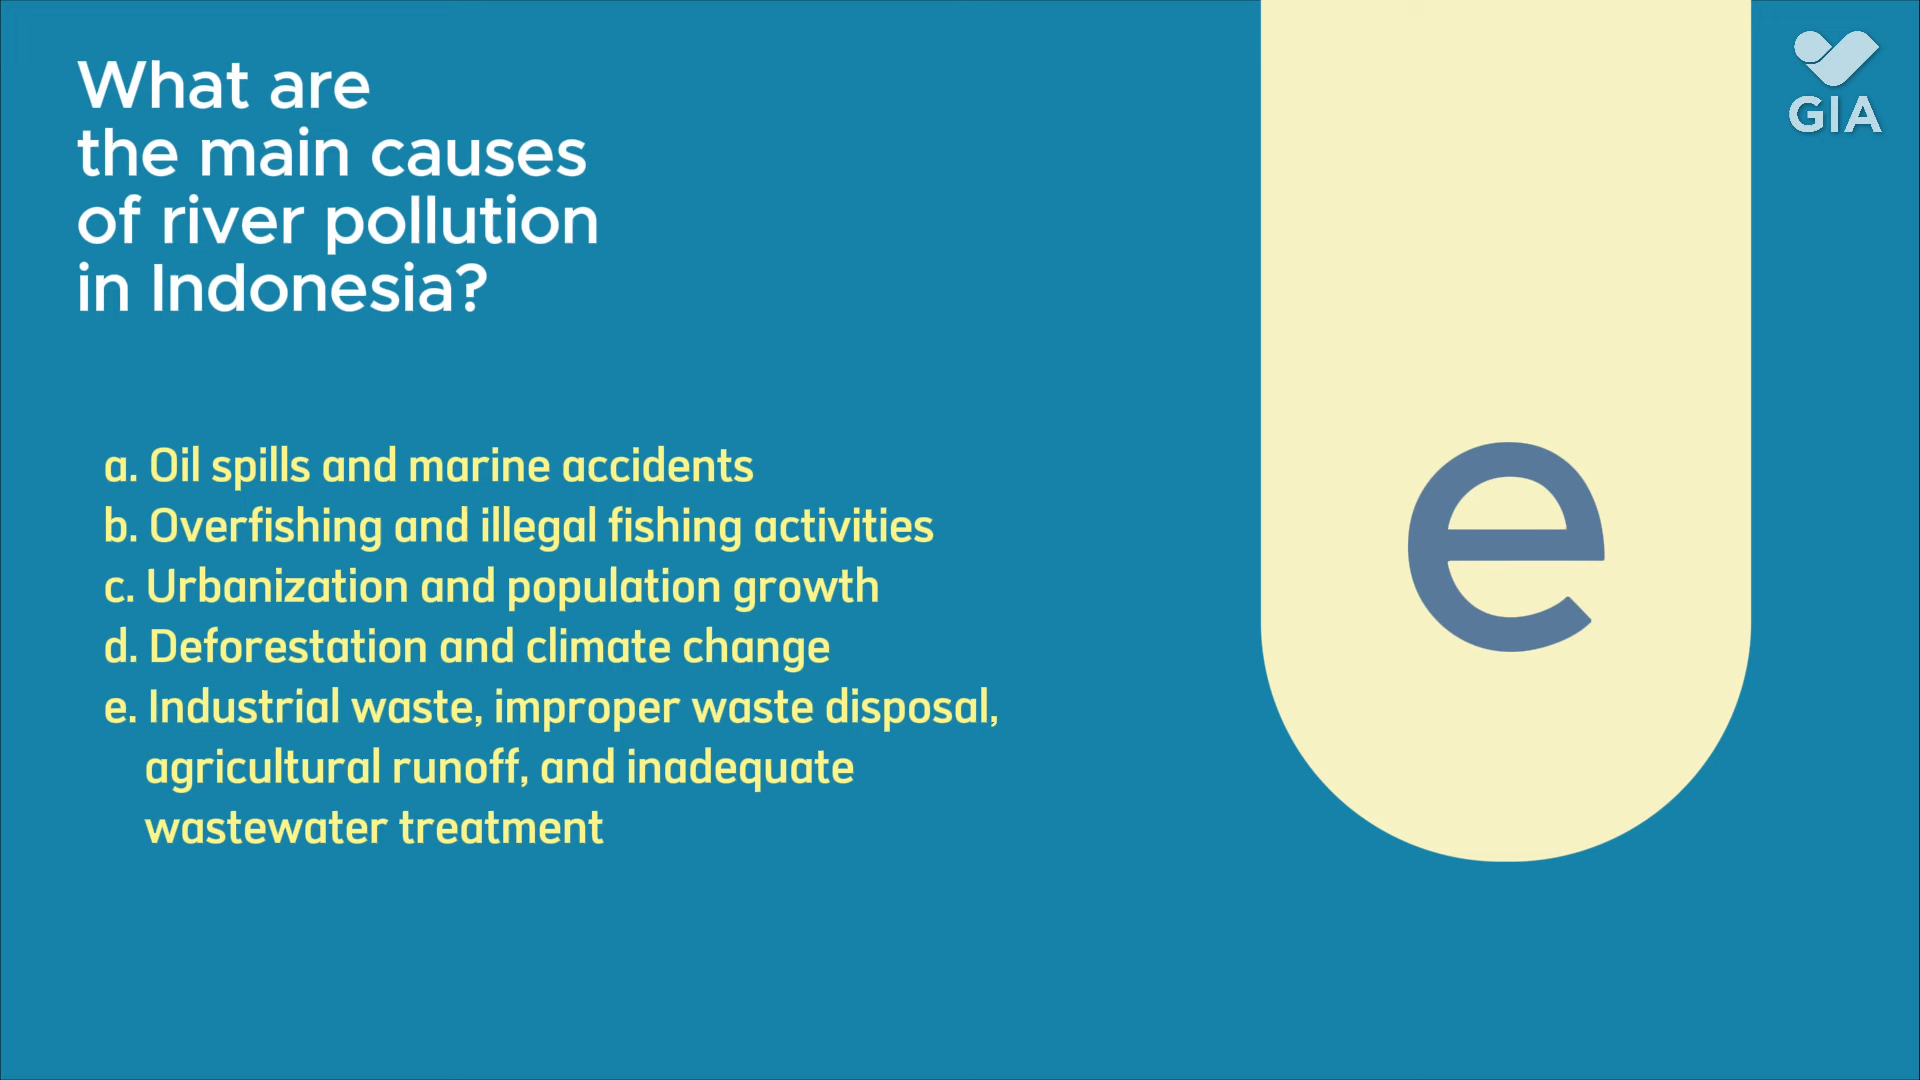 What are
the main causes
of river pollution
in Indonesia?
a. Oil spills and marine accidents
b. Overfishing and illegal fishing activities
c. Urbanization and population growth
d. Deforestation and climate change
e. Industrial waste, improper waste disposal,
agricultural runoff, and inadequate
wastewater treatment
e
GIA